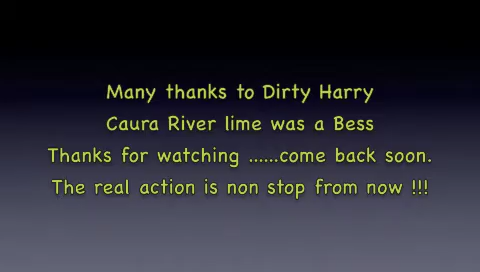 Many thanks to Dirty Harry
Caura River lime was a Bess
Thanks for watching ......come back soon.
The real action is non stop from now !!!